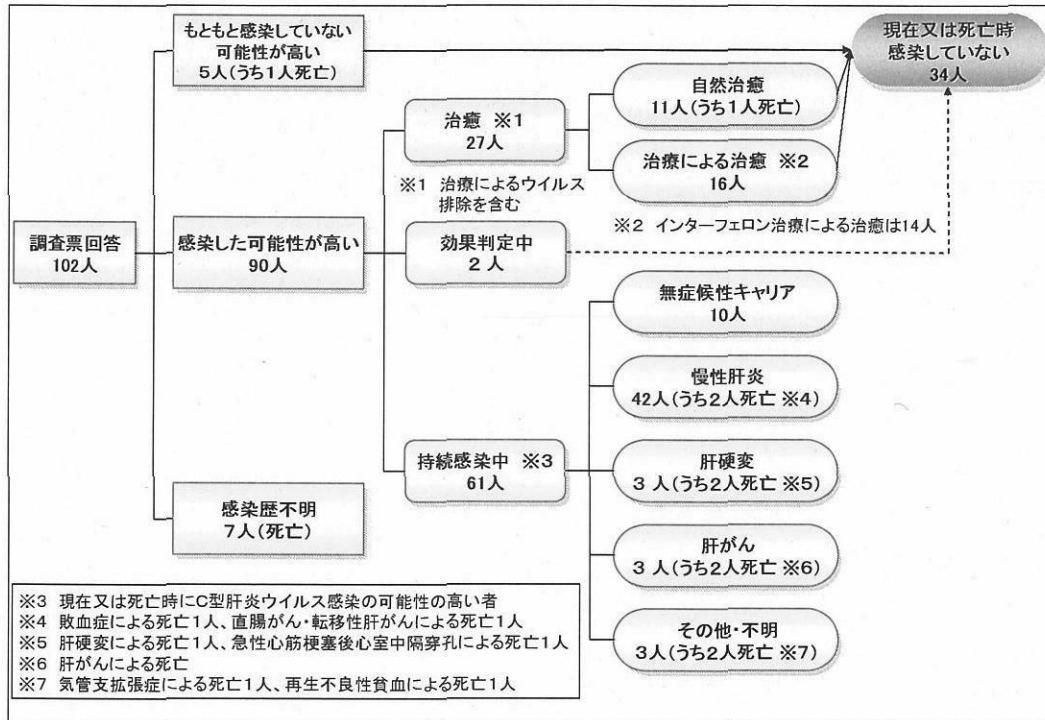 もともと感染していない
可能性が高い
5人(うち1人死亡)
現在又は死亡時
感染していない
34人
自然治癒
11人(うち1人死亡)
治癒 ※1
27人
治療による治癒 ※2
16人
※1 治療によるウイルス
排除を含む
※2 インターフェロン治療による治癒は14人
調査票回答
102人
感染した可能性が高い
90人
効果判定中
2人
無症候性キャリア
10人
慢性肝炎
42人(うち2人死亡 ※4)
持続感染中 ※3
61人
肝硬変
3人(うち2人死亡 ※5)
感染歴不明
7人(死亡)
肝がん
3人(うち2人死亡 ※6)
その他・不明
3人(うち2人死亡 ※7)
※3 現在又は死亡時にC型肝炎ウイルス感染の可能性の高い者
※4 敗血症による死亡1人、直腸がん・転移性肝がんによる死亡1人
※5 肝硬変による死亡1人、急性心筋梗塞後心室中隔穿孔による死亡1人
※6 肝がんによる死亡
※7 気管支拡張症による死亡1人、再生不良性貧血による死亡1人